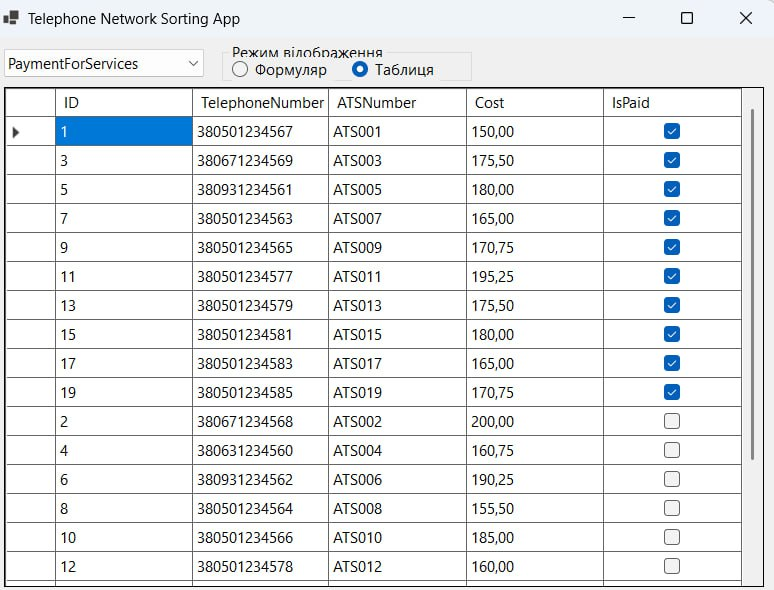 Telephone Network Sorting App
PaymentForServices
Режим відображення
Формуляр Таблиця
ID TelephoneNumber ATSNumber Cost IsPaid
1 380501234567 ATS001 150,00
3 380671234569 ATS003 175,50
5 380931234561 ATS005 180,00
7 380501234563 ATS007 165,00
9 380501234565 ATS009 170,75
11 380501234577 ATS011 195,25
13 380501234579 ATS013 175,50
15 380501234581 ATS015 180,00
17 380501234583 ATS017 165,00
19 380501234585 ATS019 170,75
2 380671234568 ATS002 200,00
4 380631234560 ATS004 160,75
6 380931234562 ATS006 190,25
8 380501234564 ATS008 155,50
10 380501234566 ATS010 185,00
12 380501234578 ATS012 160,00